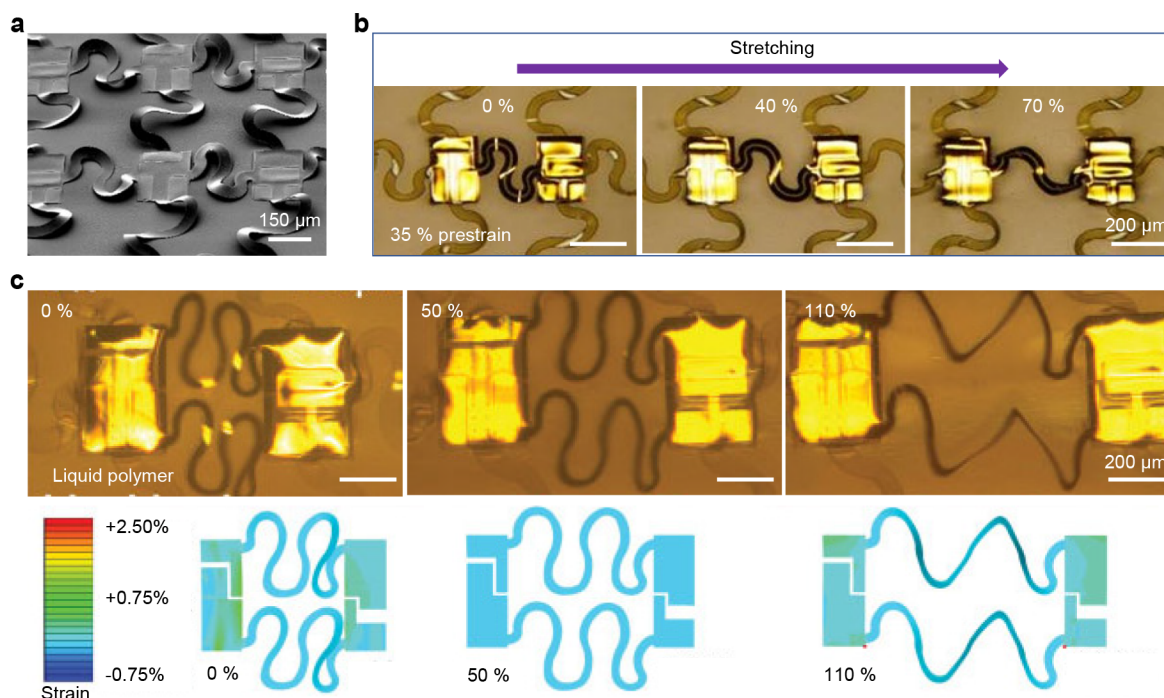 a
150 µm
b
Stretching
0 %
40 %
70 %
35 % prestrain
200 µm
c
0 %
50 %
110 %
Liquid polymer
200 µm
+2.50%
+0.75%
-0.75%
Strain
0 %
50 %
110 %